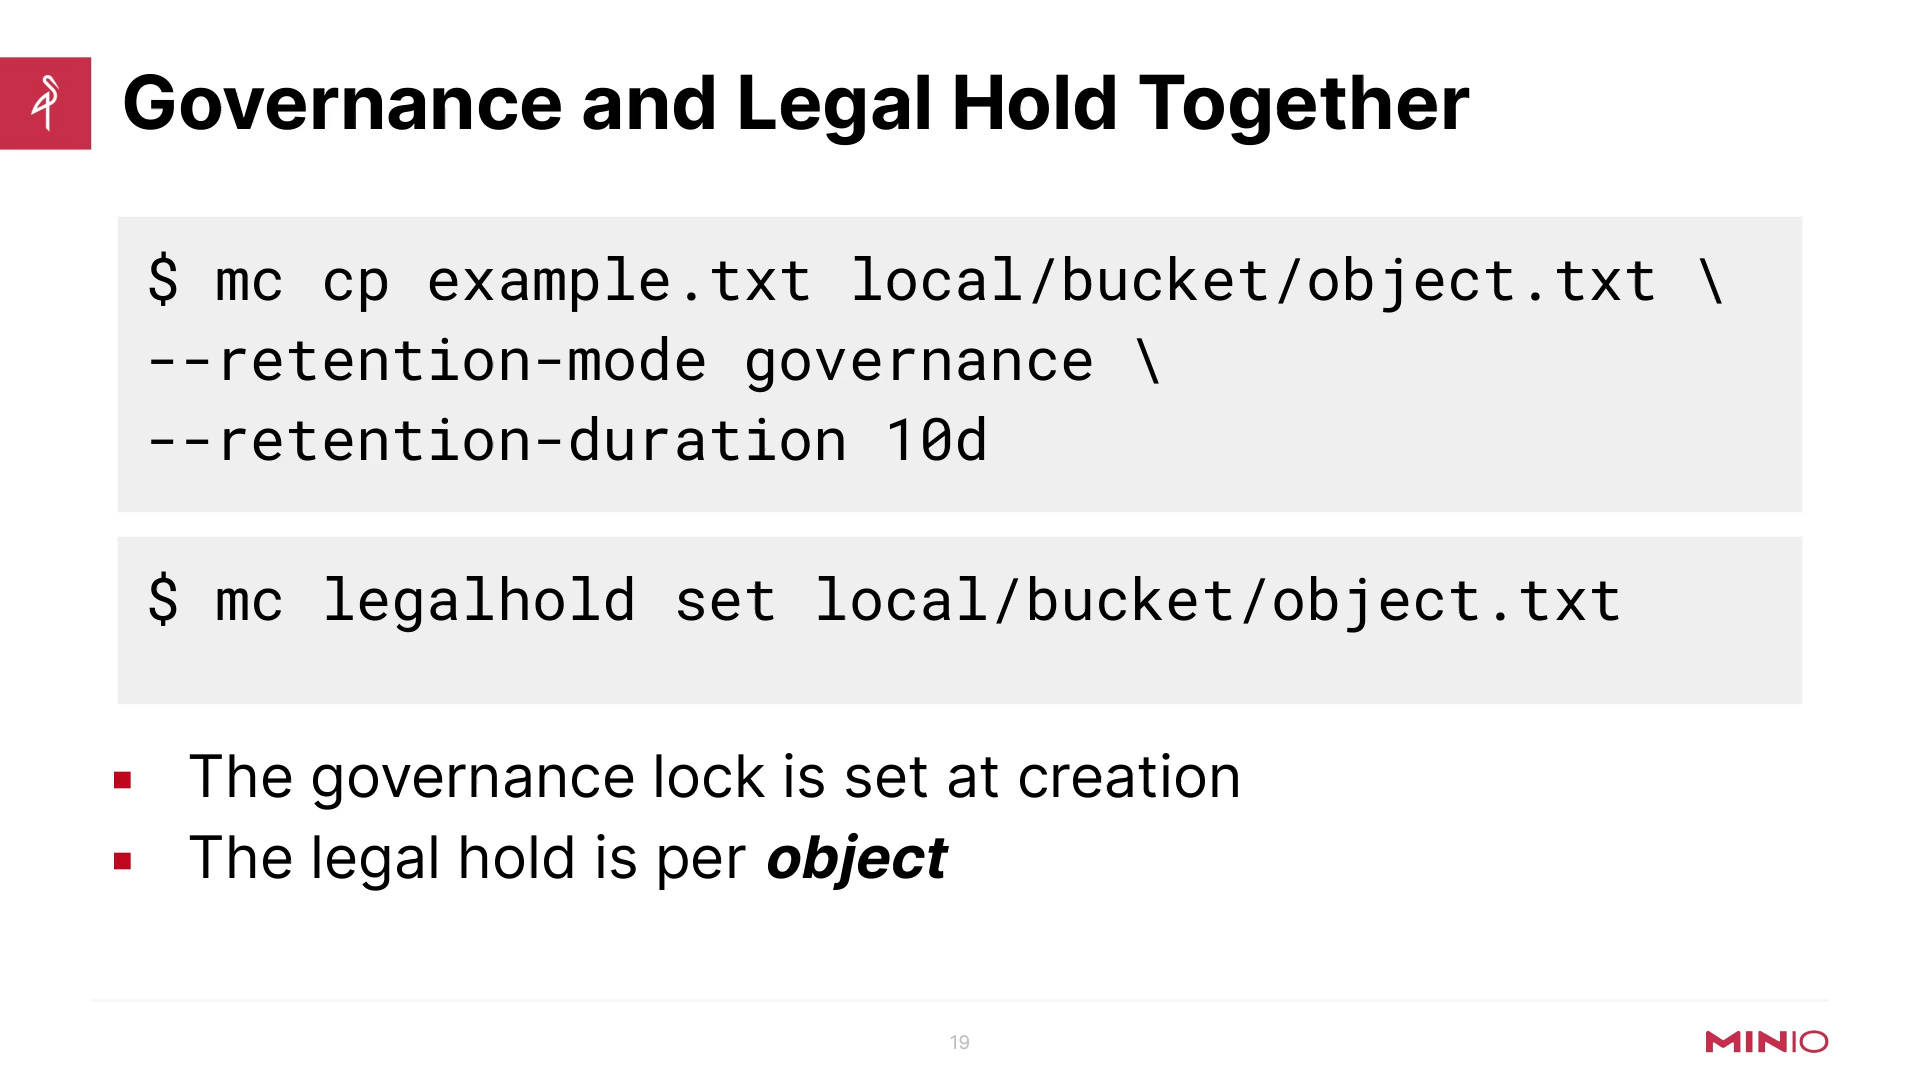 Governance and Legal Hold Together
$ mc cp example.txt local/bucket/object.txt \
--retention-mode governance \
--retention-duration 10d
$ mc legalhold set local/bucket/object.txt
▪ The governance lock is set at creation
▪ The legal hold is per object
19
MINIO